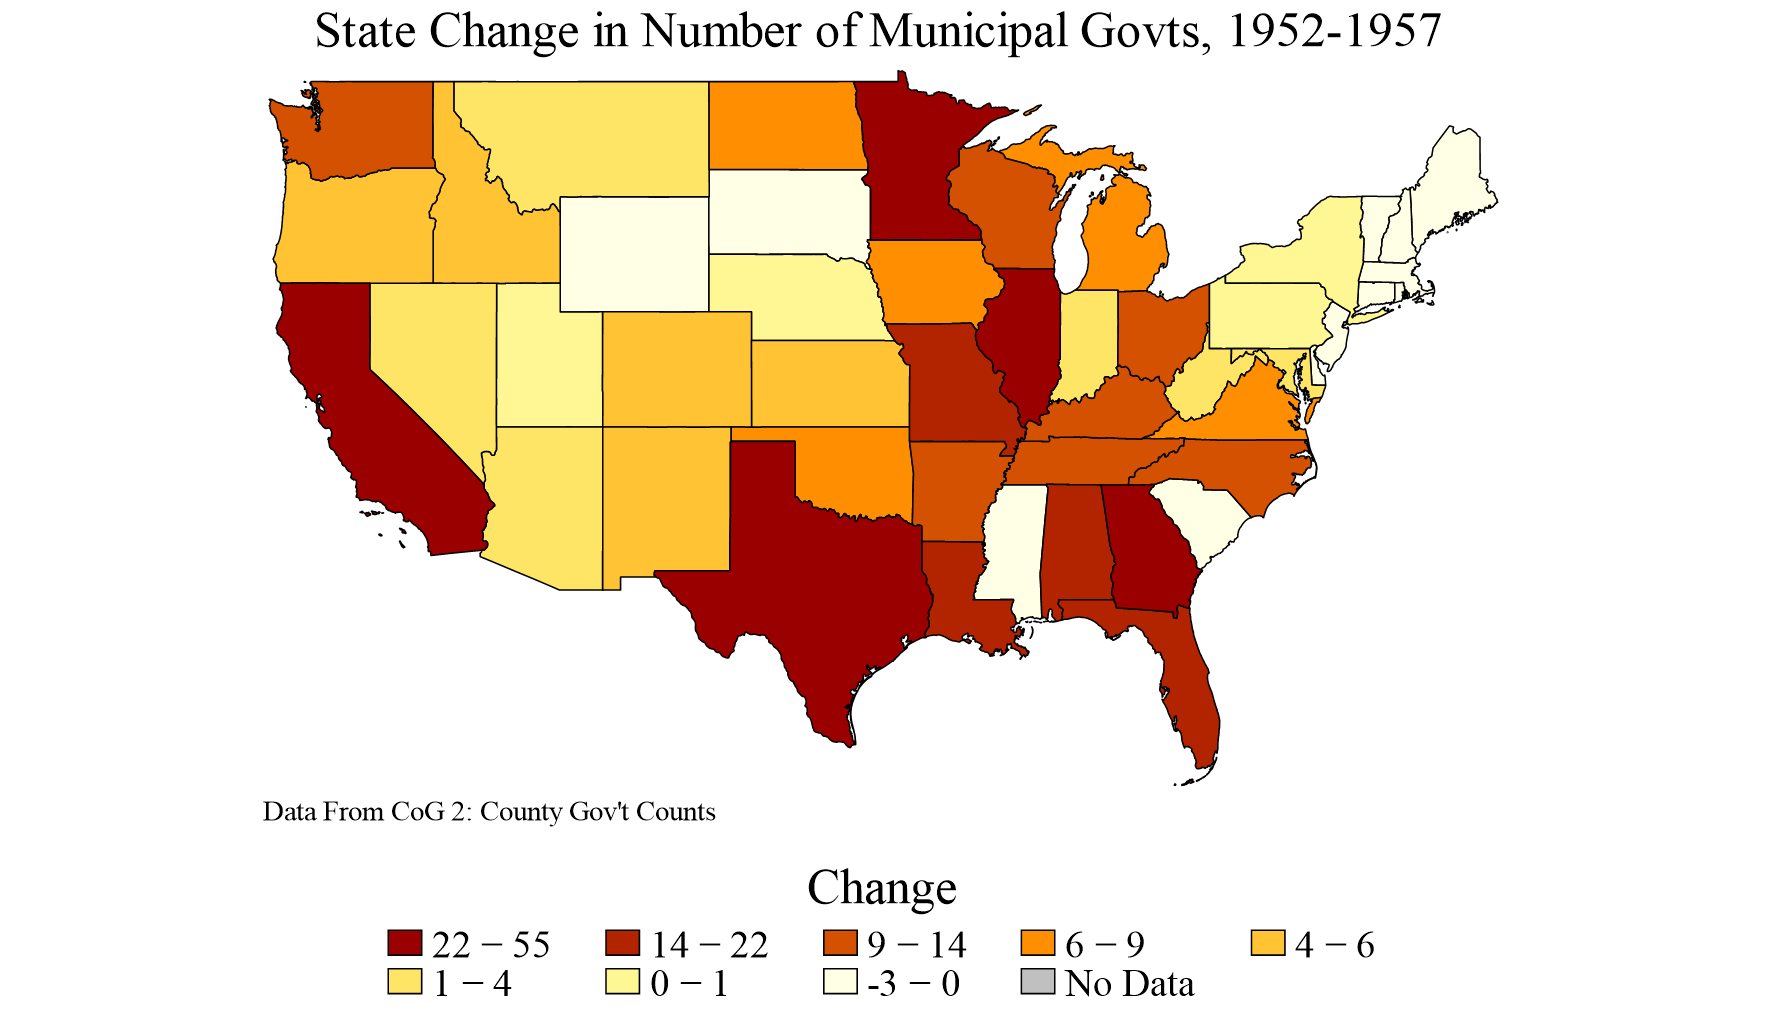 State Change in Number of Municipal Govts, 1952-1957
Data From CoG 2: County Gov't Counts
Change
22 – 55 14 – 22 9 – 14 6 – 9 4 – 6
1 – 4 0 – 1 -3 – 0 No Data